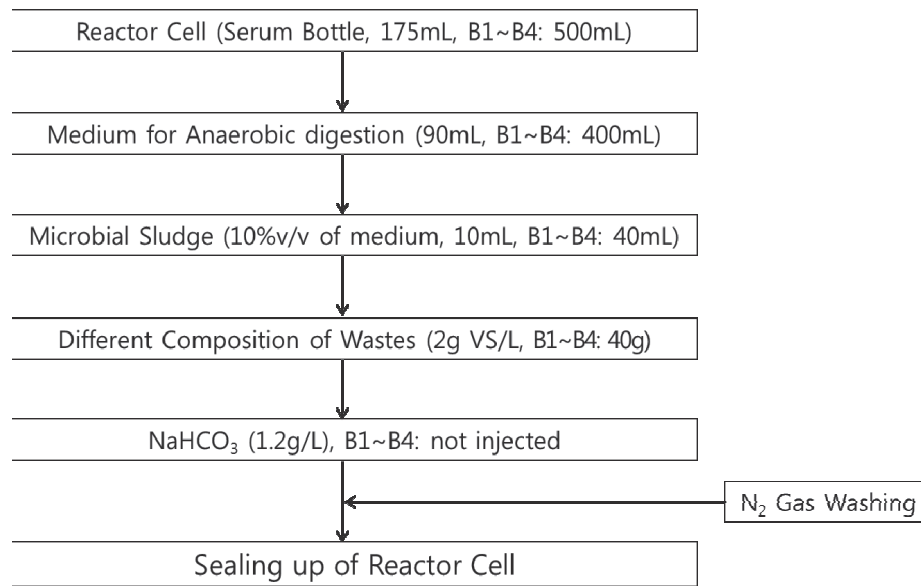 Reactor Cell (Serum Bottle, 175mL, B1~B4: 500mL)
Medium for Anaerobic digestion (90mL, B1~B4: 400mL)
Microbial Sludge (10%v/v of medium, 10mL, B1~B4: 40mL)
Different Composition of Wastes (2g VS/L, B1~B4: 40g)
NaHCO₃ (1.2g/L), B1~B4: not injected
N₂ Gas Washing
Sealing up of Reactor Cell